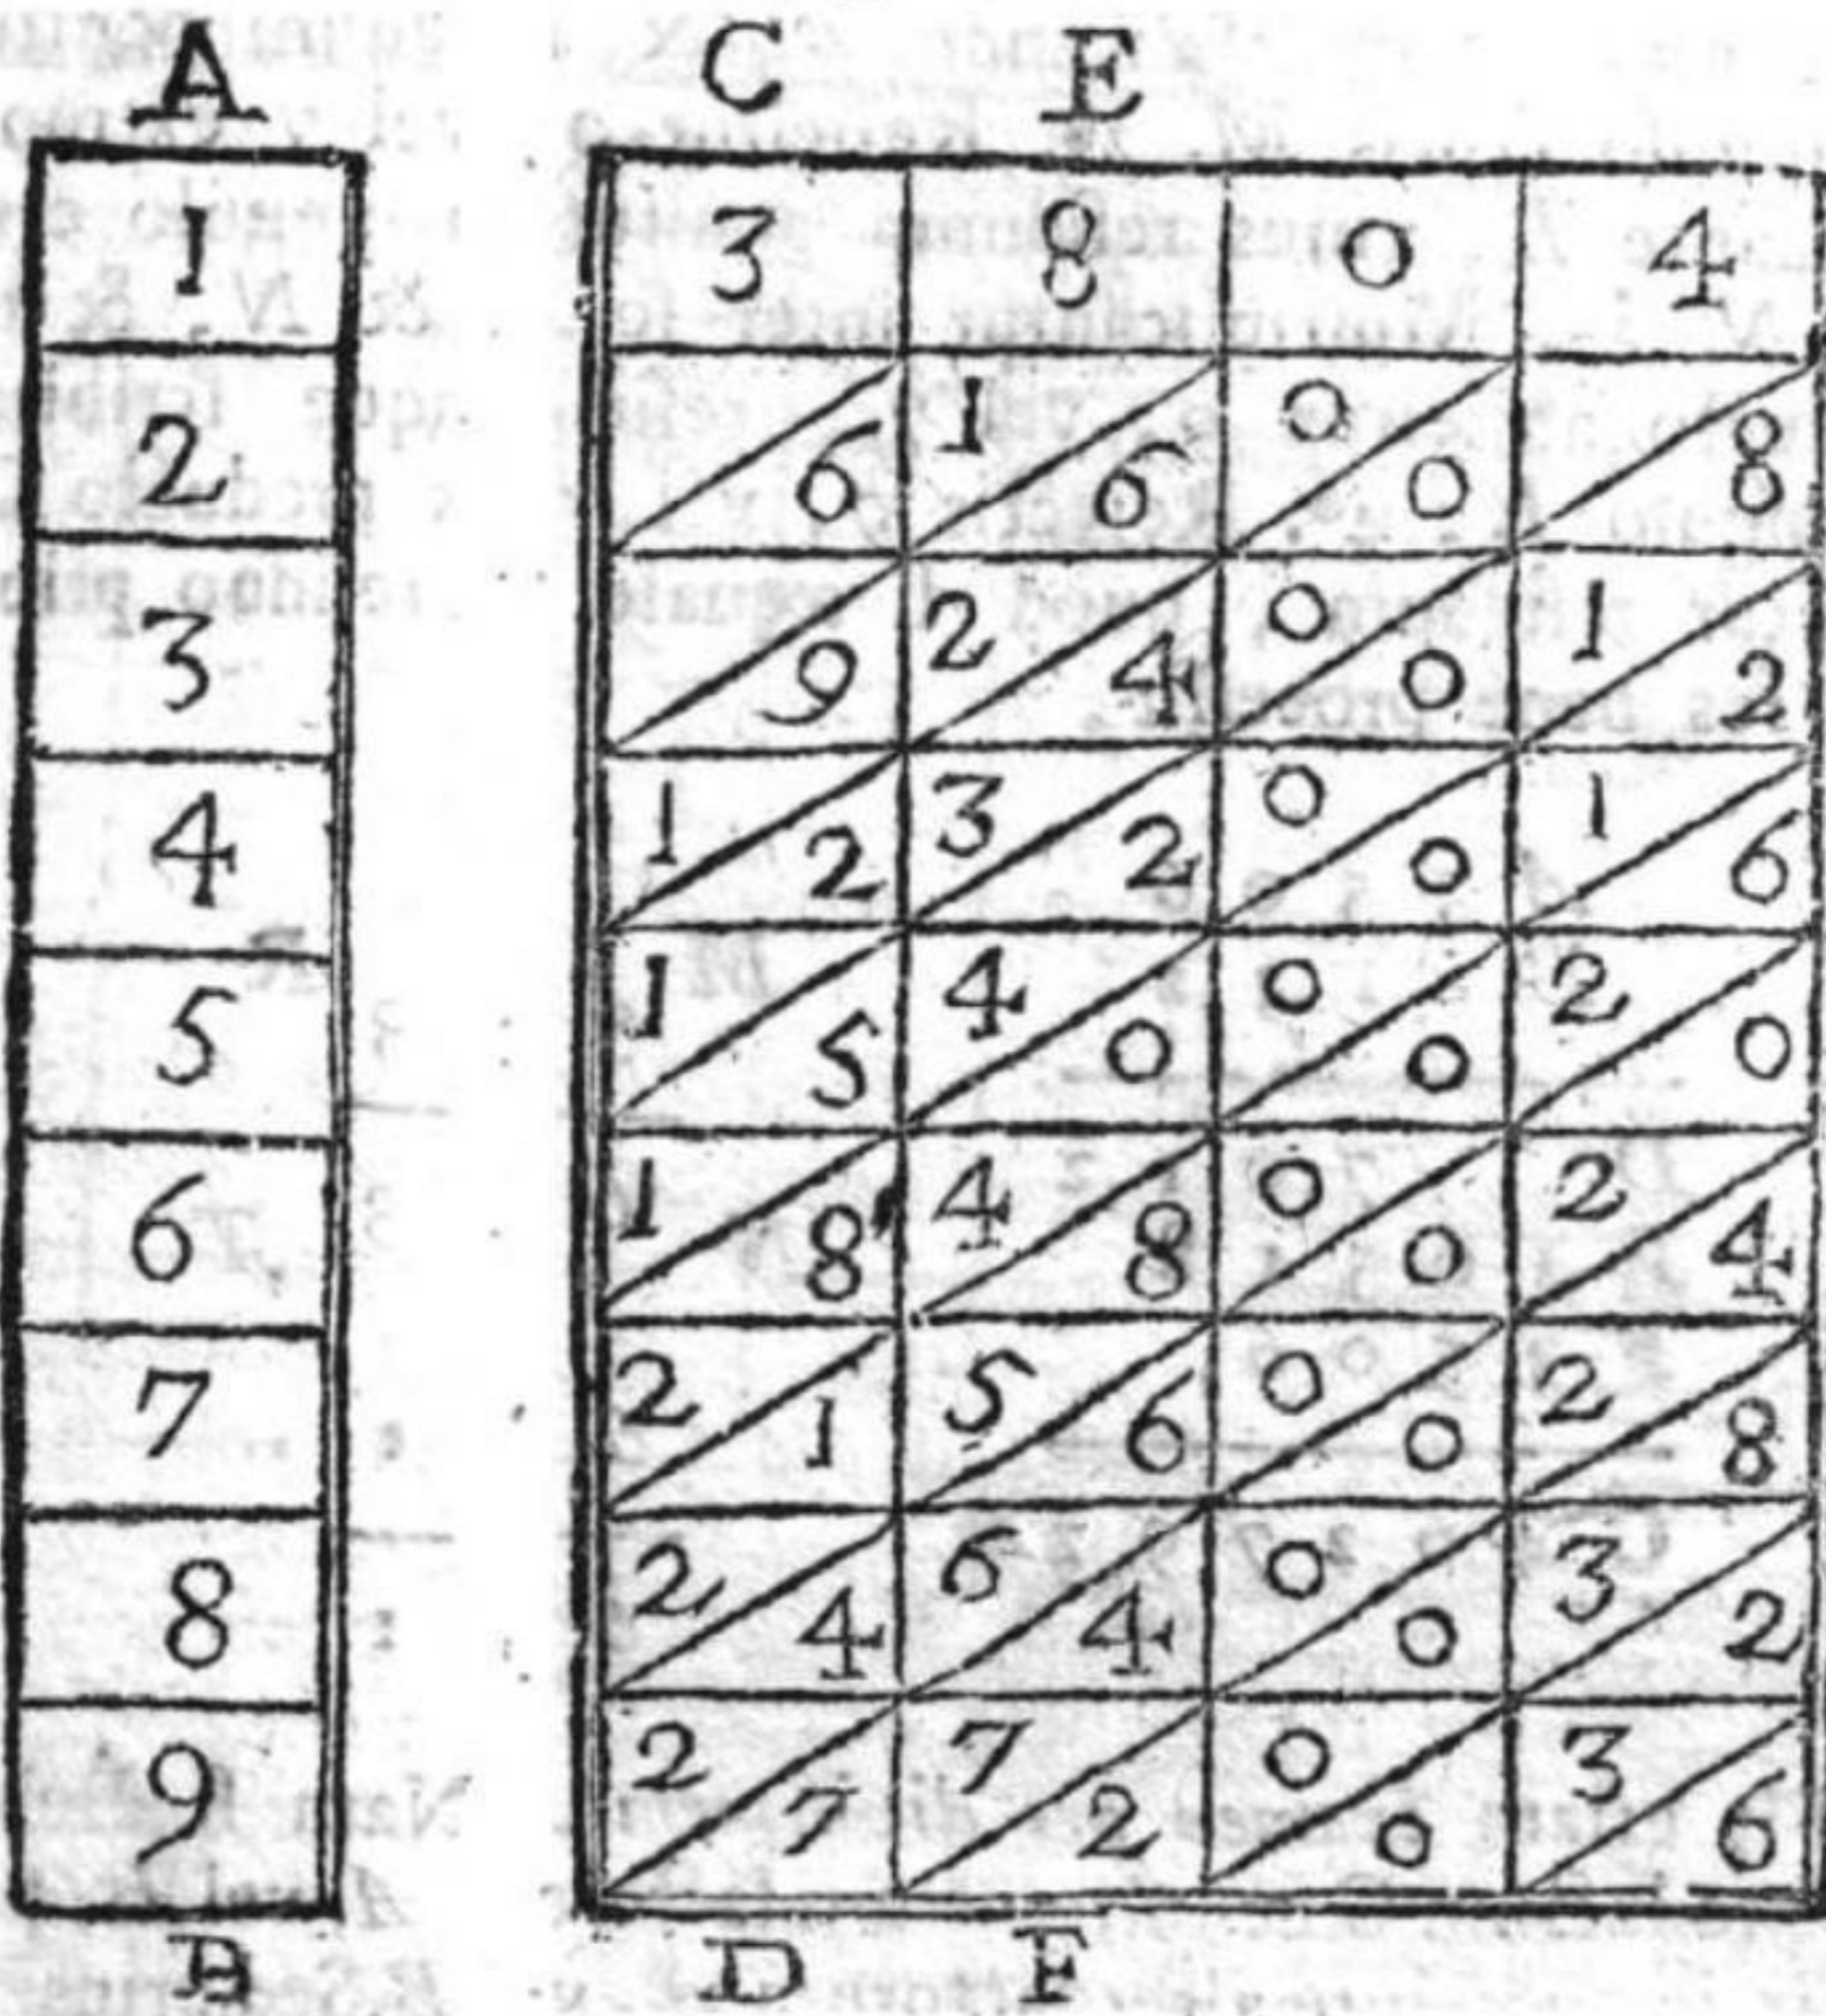 A C E
1 3 8 0 4
2 6 1 6 0 0 8
3 9 2 4 0 0 1 2
4 1 2 3 2 0 0 1 6
5 1 5 4 0 0 0 2 0
6 1 8 4 8 0 0 2 4
7 2 1 5 6 0 0 2 8
8 2 4 6 4 0 0 3 2
9 2 7 7 2 0 0 3 6
B D F